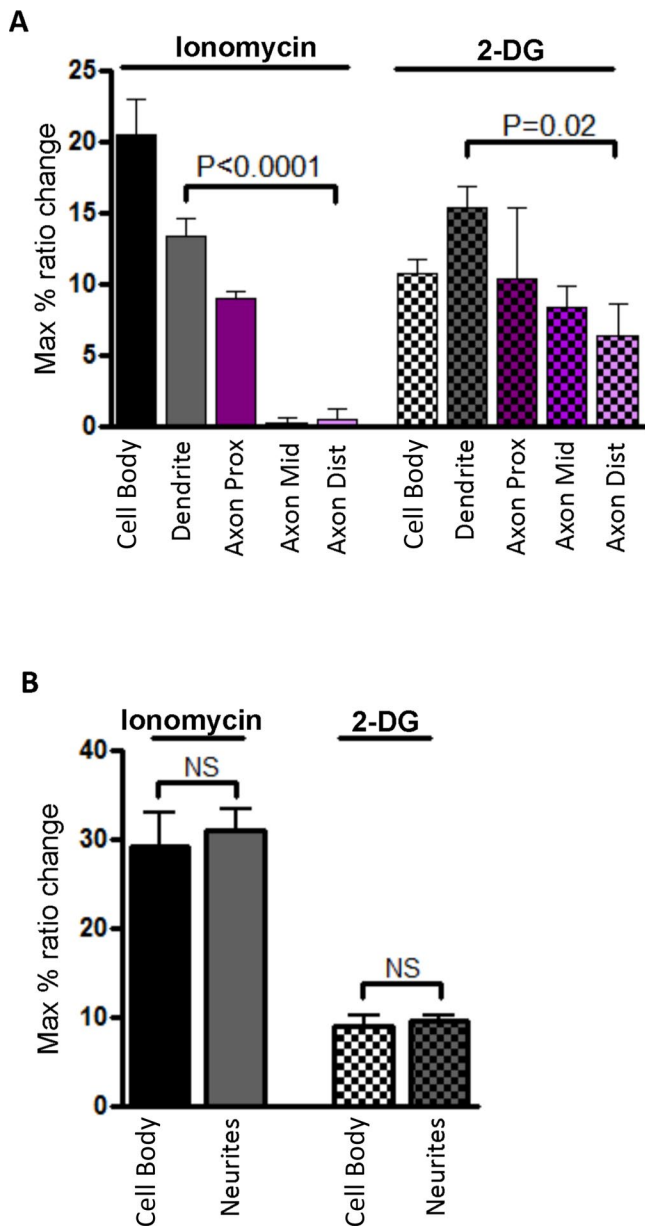 A
Ionomycin
2-DG
Max % ratio change
25
20
15
10
5
0
P<0.0001
P=0.02
Cell Body
Dendrite
Axon Prox
Axon Mid
Axon Dist
Cell Body
Dendrite
Axon Prox
Axon Mid
Axon Dist
B
Ionomycin
2-DG
Max % ratio change
40
30
20
10
0
NS
NS
Cell Body
Neurites
Cell Body
Neurites